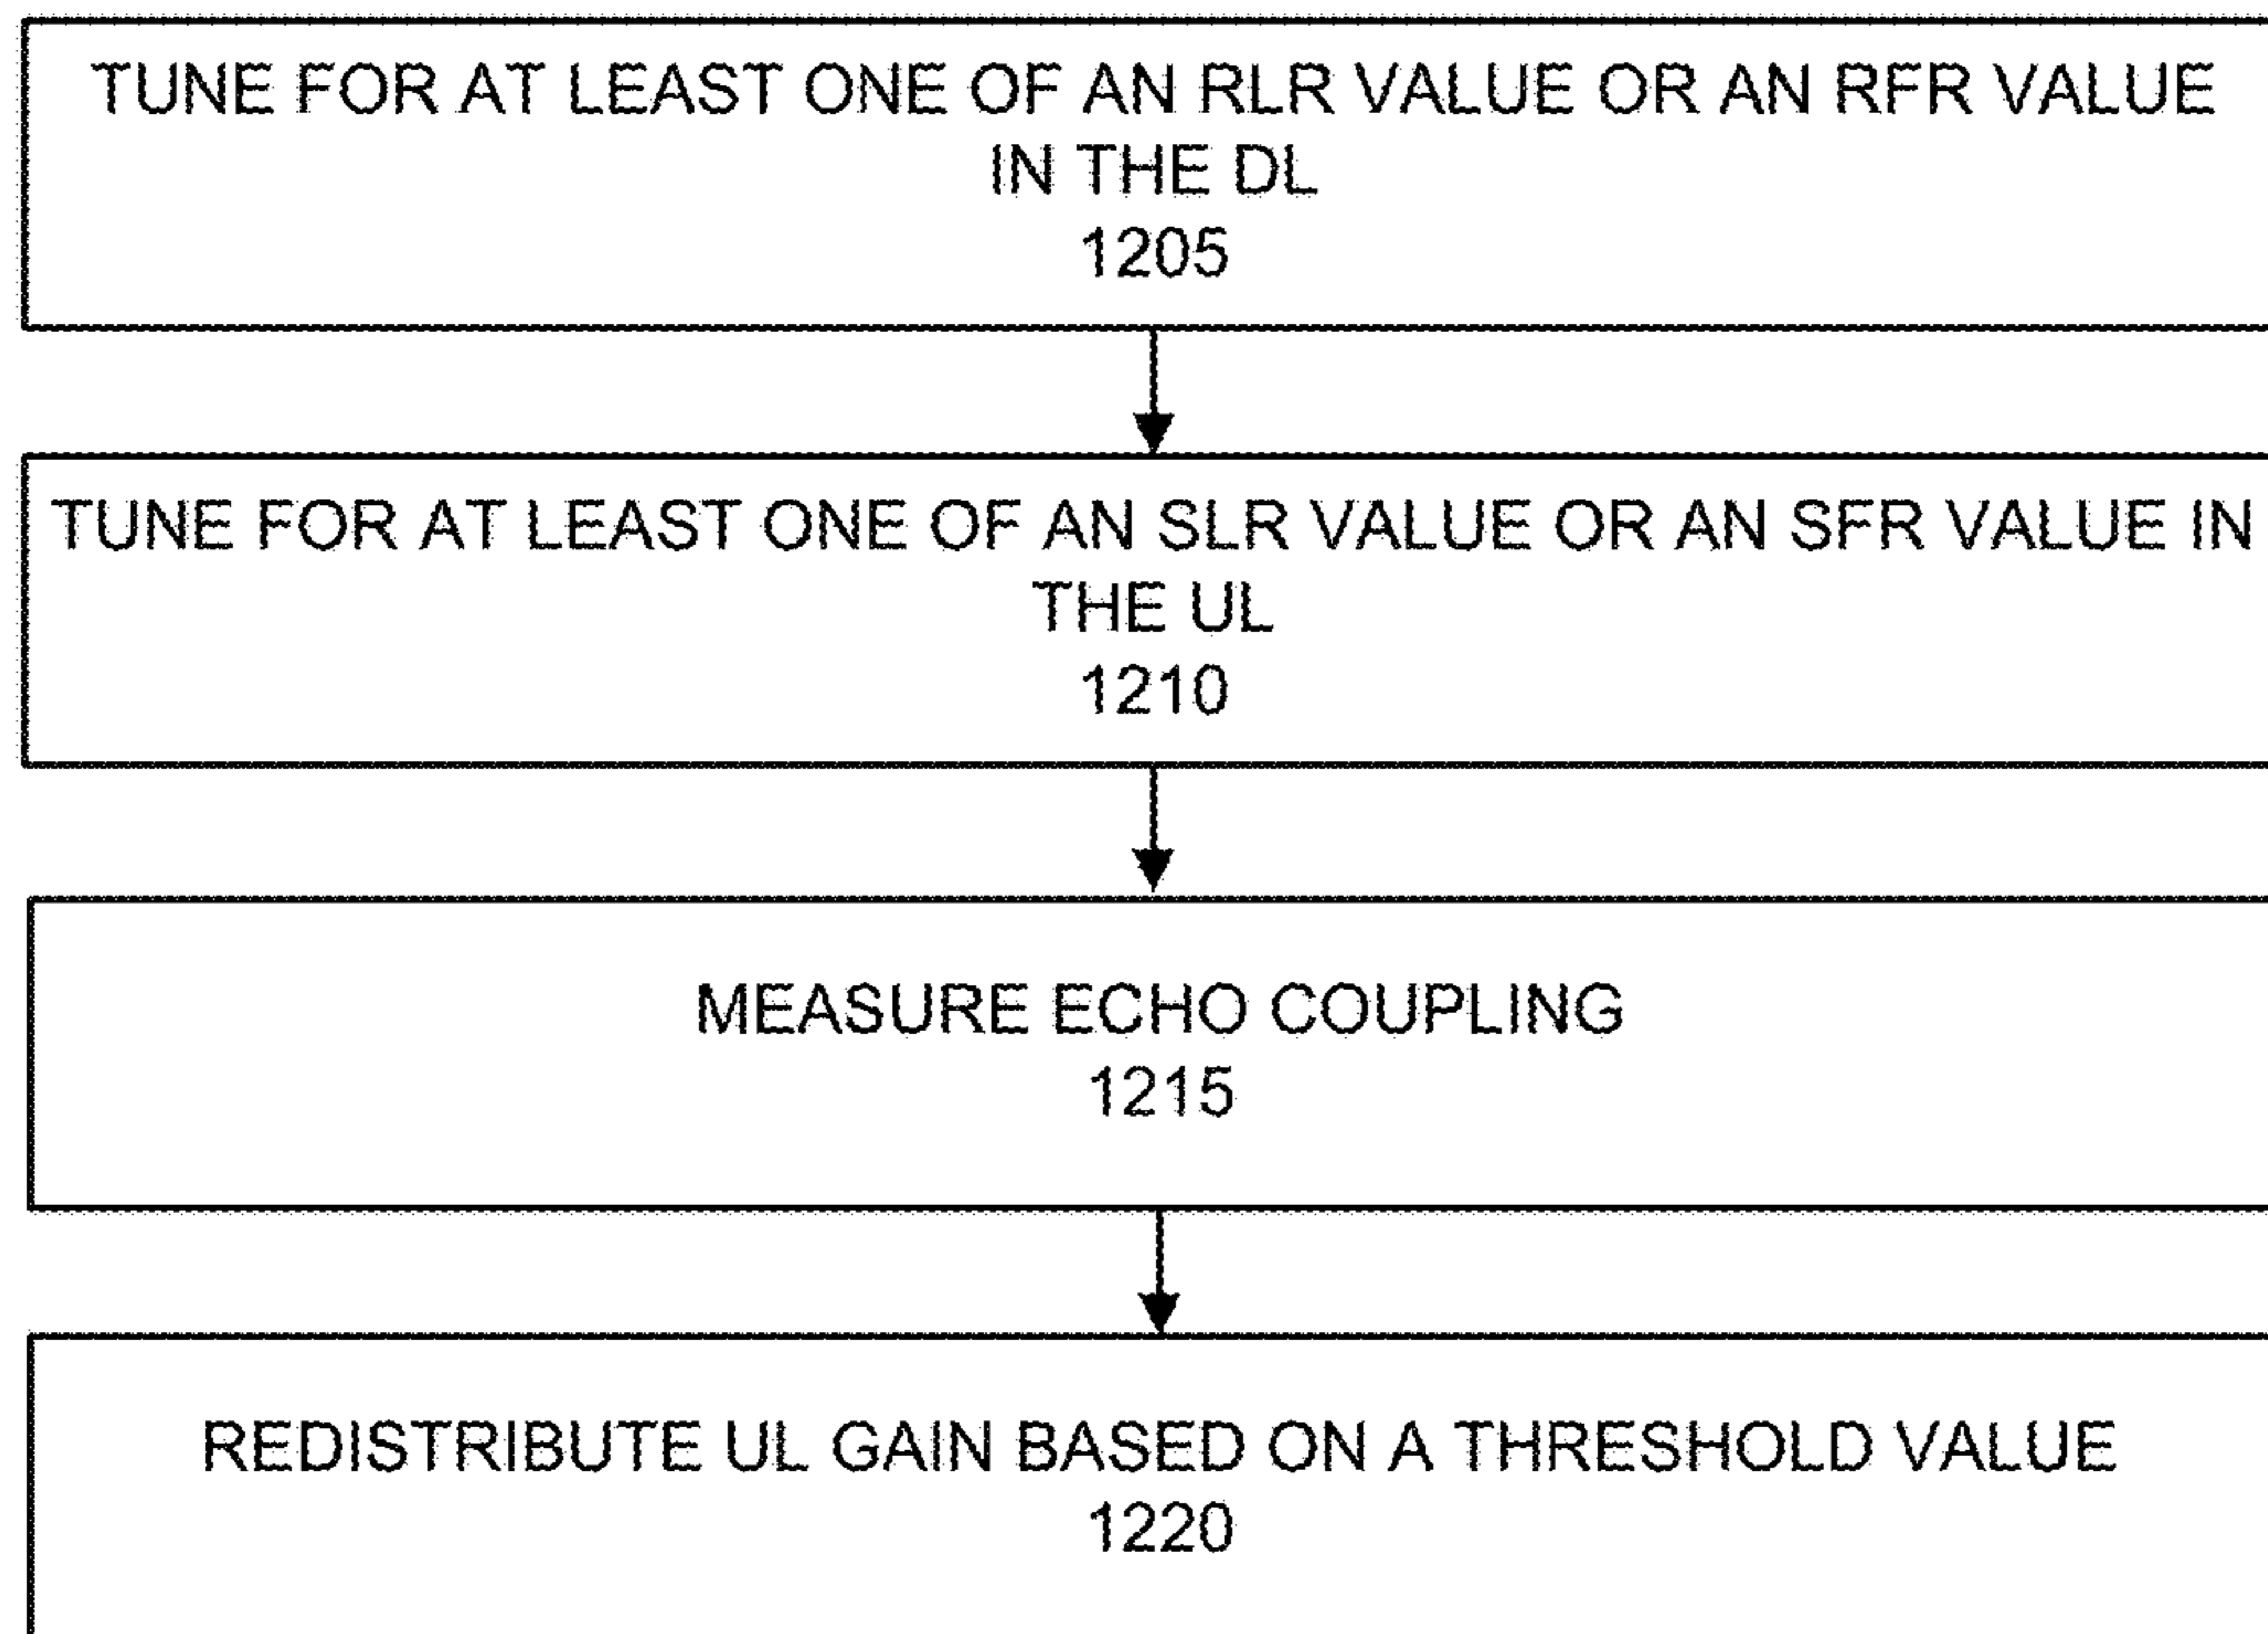 TUNE FOR AT LEAST ONE OF AN RLR VALUE OR AN RFR VALUE
IN THE DL
1205
TUNE FOR AT LEAST ONE OF AN SLR VALUE OR AN SFR VALUE IN
THE UL
1210
MEASURE ECHO COUPLING
1215
REDISTRIBUTE UL GAIN BASED ON A THRESHOLD VALUE
1220